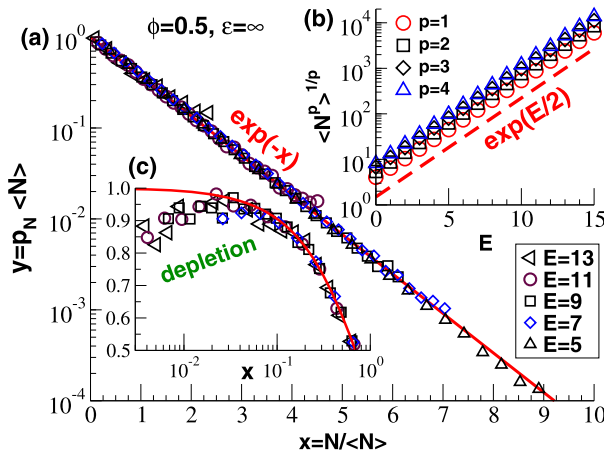 (a)
ϕ=0.5, ε=∞
(b)
p=1
p=2
p=3
p=4
exp(E/2)
<N^p>^1/p
10^4
10^3
10^2
10^1
10^0
0 5 10 15
E
exp(-x)
(c)
depletion
1.0
0.9
0.8
0.7
0.6
0.5
10^-2 10^-1 10^0
x
E=13
E=11
E=9
E=7
E=5
y=p_N <N>
10^0
10^-1
10^-2
10^-3
10^-4
0 1 2 3 4 5 6 7 8 9 10
x=N/<N>